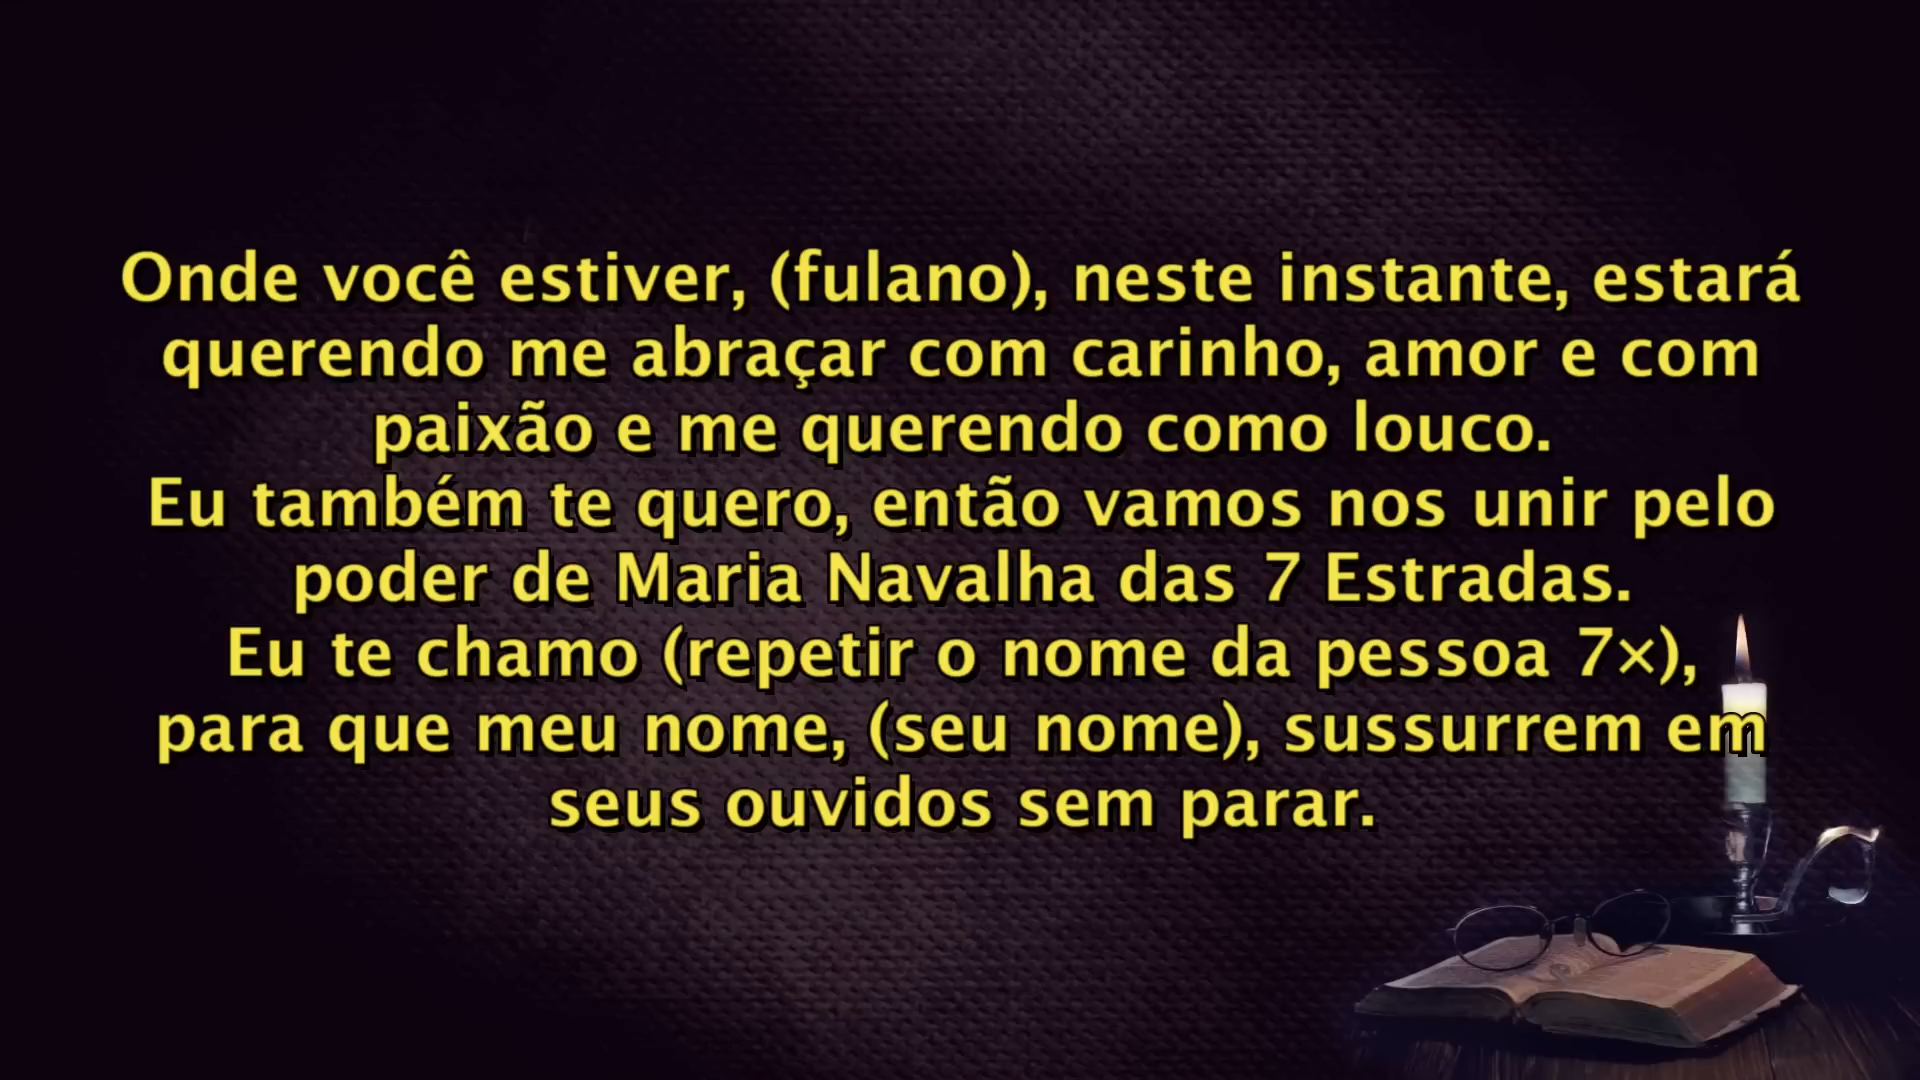 Onde você estiver, (fulano), neste instante, estará
querendo me abraçar com carinho, amor e com
paixão e me querendo como louco.
Eu também te quero, então vamos nos unir pelo
poder de Maria Navalha das 7 Estradas.
Eu te chamo (repetir o nome da pessoa 7×),
para que meu nome, (seu nome), sussurrem em
seus ouvidos sem parar.